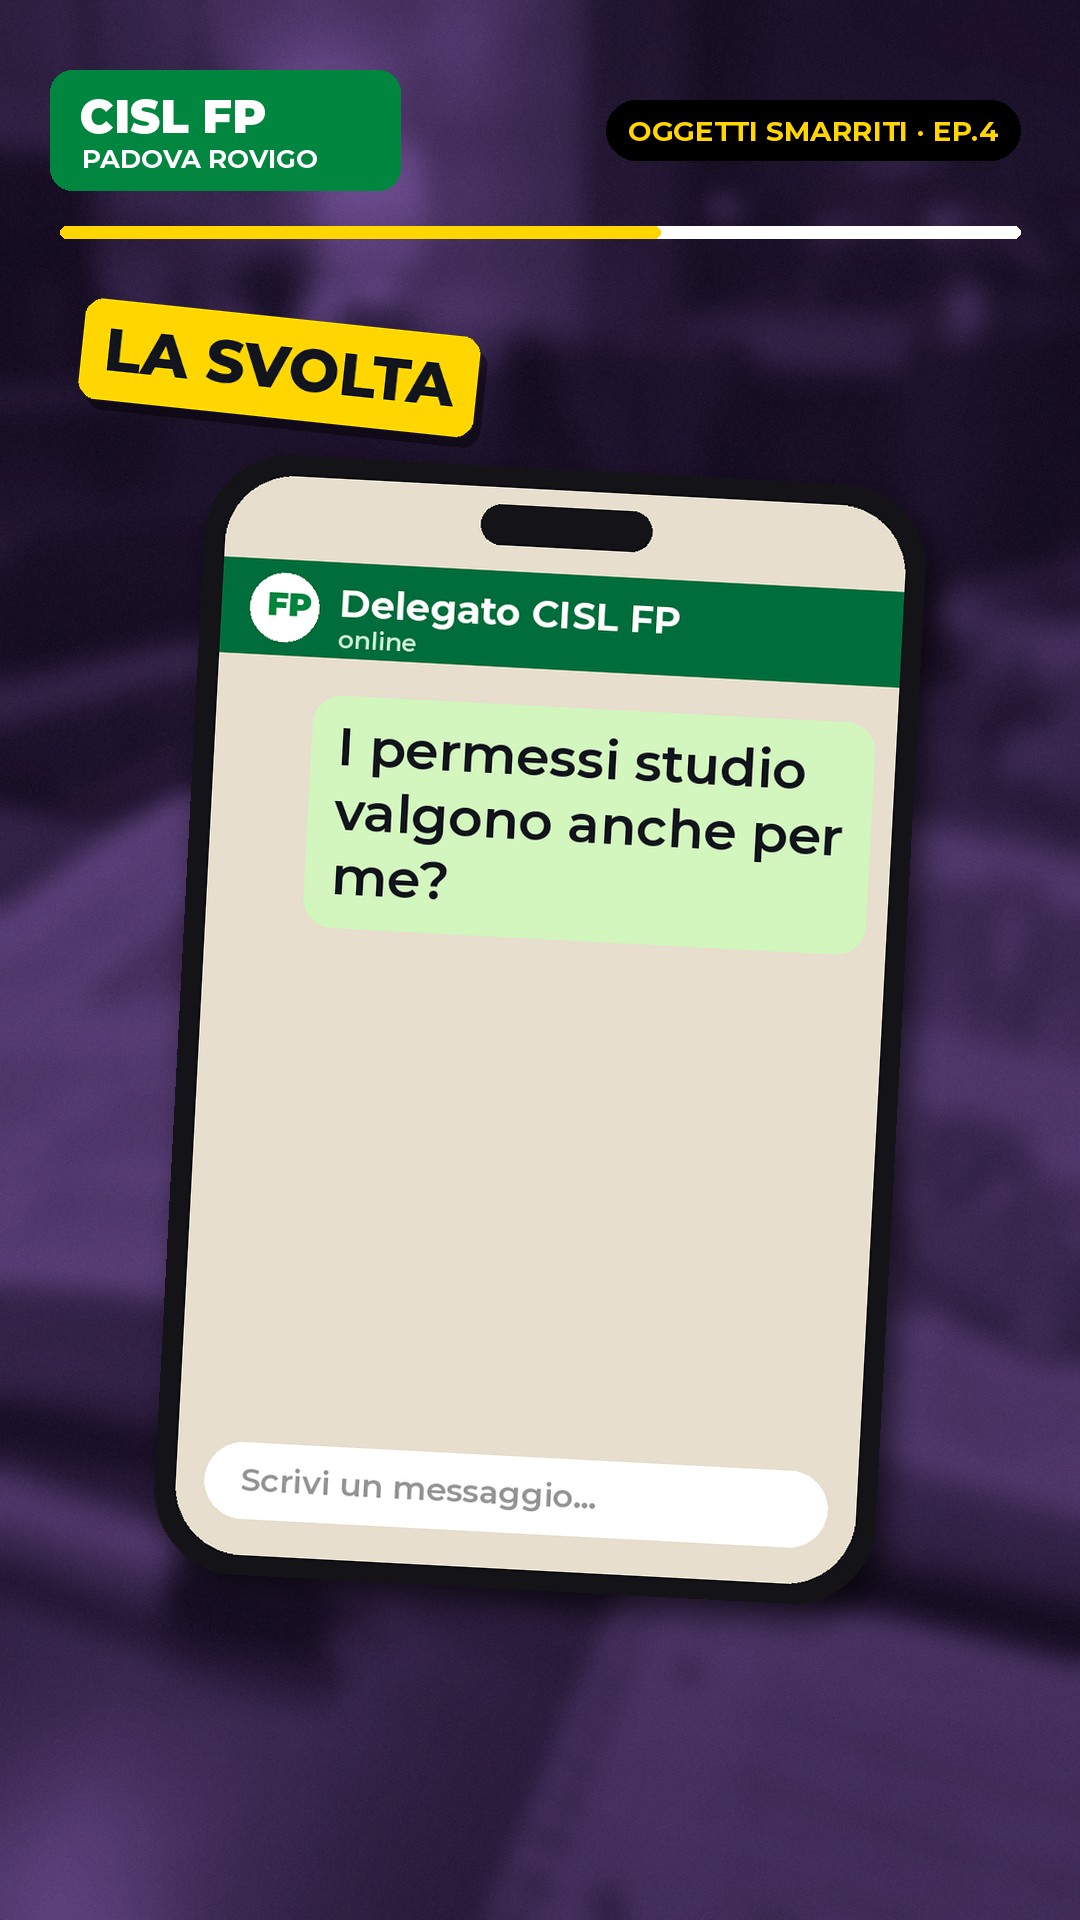 CISL FP
PADOVA ROVIGO
OGGETTI SMARRITI · EP.4
LA SVOLTA
FP
Delegato CISL FP
online
I permessi studio
valgono anche per
me?
Scrivi un messaggio...